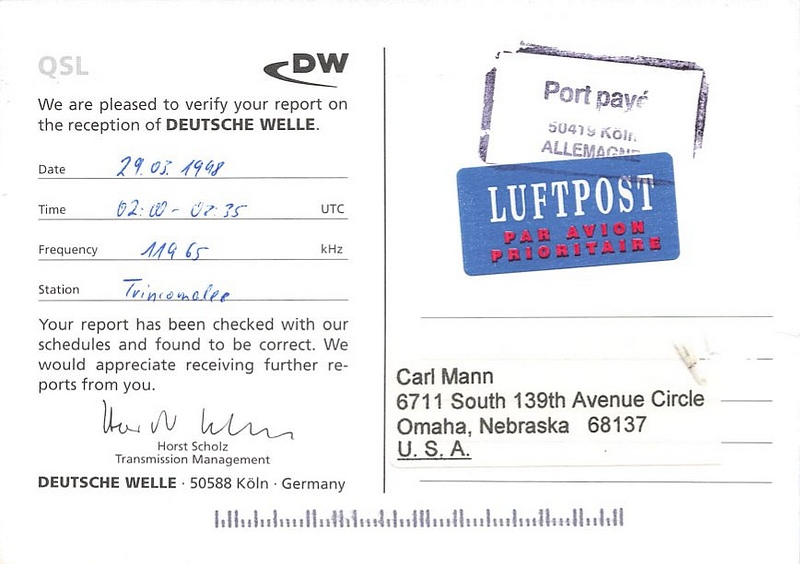 QSL
DW
We are pleased to verify your report on
the reception of DEUTSCHE WELLE.
Date 29.03.1998
Time 02:00 - 02:35 UTC
Frequency 11965 kHz
Station Trincomalee
Your report has been checked with our
schedules and found to be correct. We
would appreciate receiving further re-
ports from you.
Horst Scholz
Transmission Management
DEUTSCHE WELLE · 50588 Köln · Germany
Port payé
50419 Köln
ALLEMAGNE
LUFTPOST
PAR AVION
PRIORITAIRE
Carl Mann
6711 South 139th Avenue Circle
Omaha, Nebraska 68137
U. S. A.